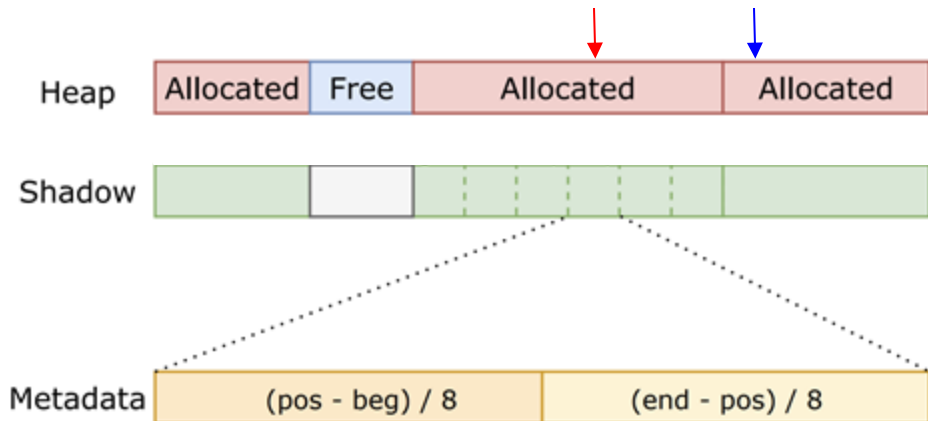 Heap Allocated Free Allocated Allocated
Shadow
Metadata (pos - beg) / 8 (end - pos) / 8